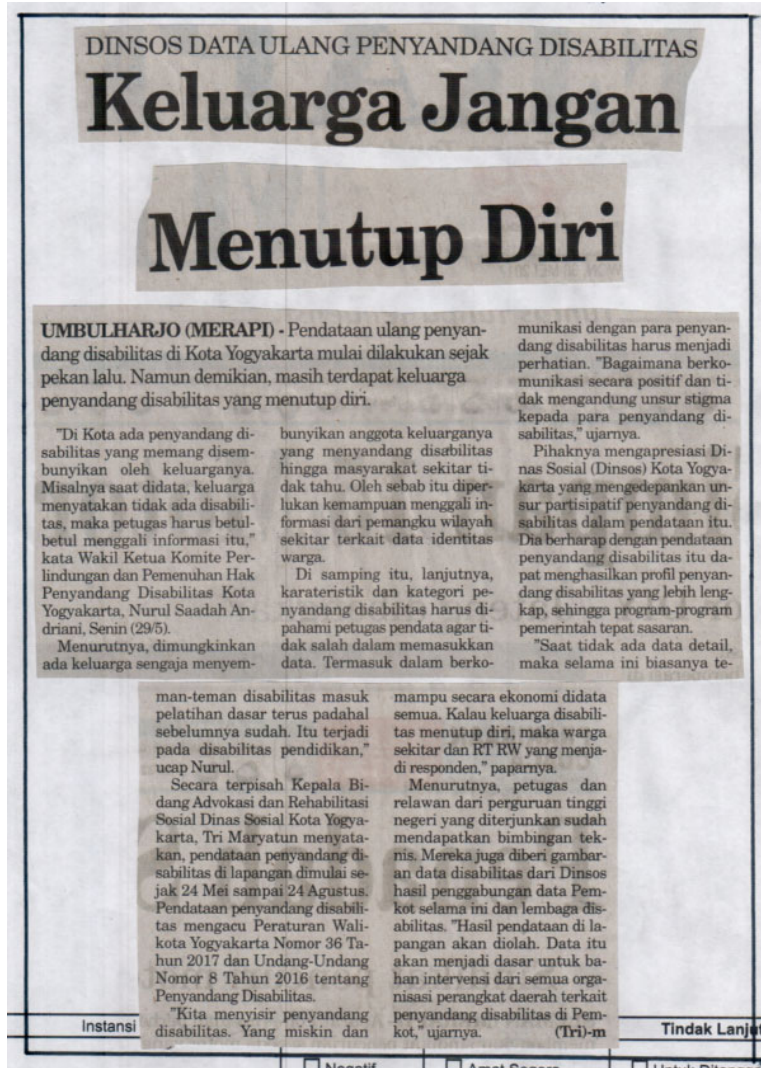 DINSOS DATA ULANG PENYANDANG DISABILITAS
Keluarga Jangan
Menutup Diri
UMBULHARJO (MERAPI) - Pendataan ulang penyan-
dang disabilitas di Kota Yogyakarta mulai dilakukan sejak
pekan lalu. Namun demikian, masih terdapat keluarga
penyandang disabilitas yang menutup diri.
"Di Kota ada penyandang di-
sabilitas yang memang disem-
bunyikan oleh keluarganya.
Misalnya saat didata, keluarga
menyatakan tidak ada disabili-
tas, maka petugas harus betul-
betul menggali informasi itu,"
kata Wakil Ketua Komite Per-
lindungan dan Pemenuhan Hak
Penyandang Disabilitas Kota
Yogyakarta, Nurul Saadah An-
driani, Senin (29/5).
Menurutnya, dimungkinkan
ada keluarga sengaja menyem-
bunyikan anggota keluarganya
yang menyandang disabilitas
hingga masyarakat sekitar ti-
dak tahu. Oleh sebab itu diper-
lukan kemampuan menggali in-
formasi dari pemangku wilayah
sekitar terkait data identitas
warga.
Di samping itu, lanjutnya,
karateristik dan kategori pe-
nyandang disabilitas harus di-
pahami petugas pendata agar ti-
dak salah dalam memasukkan
data. Termasuk dalam berko-
munikasi dengan para penyan-
dang disabilitas harus menjadi
perhatian. "Bagaimana berko-
munikasi secara positif dan ti-
dak mengandung unsur stigma
kepada para penyandang di-
sabilitas," ujarnya.
Pihaknya mengapresiasi Di-
nas Sosial (Dinsos) Kota Yogya-
karta yang mengedepankan un-
sur partisipatif penyandang di-
sabilitas dalam pendataan itu.
Dia berharap dengan pendataan
penyandang disabilitas itu da-
pat menghasilkan profil penyan-
dang disabilitas yang lebih leng-
kap, sehingga program-program
pemerintah tepat sasaran.
"Saat tidak ada data detail,
maka selama ini biasanya te-
man-teman disabilitas masuk
pelatihan dasar terus padahal
sebelumnya sudah. Itu terjadi
pada disabilitas pendidikan,"
ucap Nurul.
Secara terpisah Kepala Bi-
dang Advokasi dan Rehabilitasi
Sosial Dinas Sosial Kota Yogya-
karta, Tri Maryatun menyata-
kan, pendataan penyandang di-
sabilitas di lapangan dimulai se-
jak 24 Mei sampai 24 Agustus.
Pendataan penyandang disabili-
tas mengacu Peraturan Wali-
kota Yogyakarta Nomor 36 Ta-
hun 2017 dan Undang-Undang
Nomor 8 Tahun 2016 tentang
Penyandang Disabilitas.
"Kita menyisir penyandang
disabilitas. Yang miskin dan
mampu secara ekonomi didata
semua. Kalau keluarga disabili-
tas menutup diri, maka warga
sekitar dan RT RW yang menja-
di responden," paparnya.
Menurutnya, petugas dan
relawan dari perguruan tinggi
negeri yang diterjunkan sudah
mendapatkan bimbingan tek-
nis. Mereka juga diberi gambar-
an data disabilitas dari Dinsos
hasil penggabungan data Pem-
kot selama ini dan lembaga dis-
abilitas. "Hasil pendataan di la-
pangan akan diolah. Data itu
akan menjadi dasar untuk ba-
han intervensi dari semua orga-
nisasi perangkat daerah terkait
penyandang disabilitas di Pem-
kot," ujarnya. (Tri)-m
Instansi
Tindak Lanjut